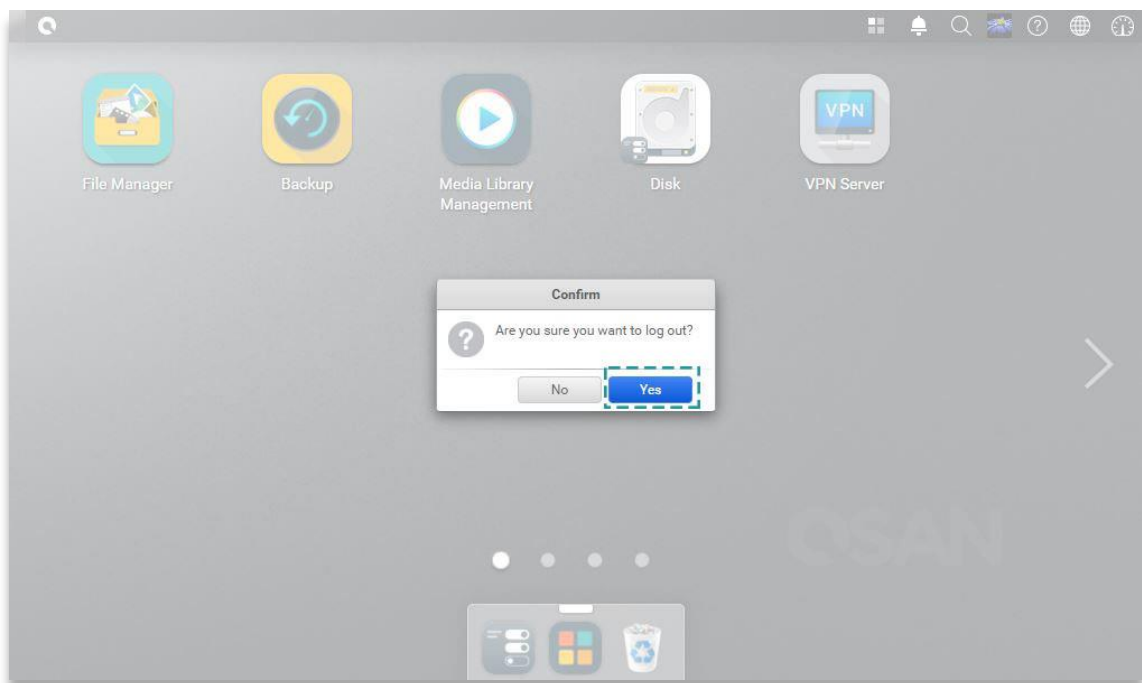 VPN
File Manager
Backup
Media Library
Management
Disk
VPN Server
Confirm
Are you sure you want to log out?
No
Yes
QSAN